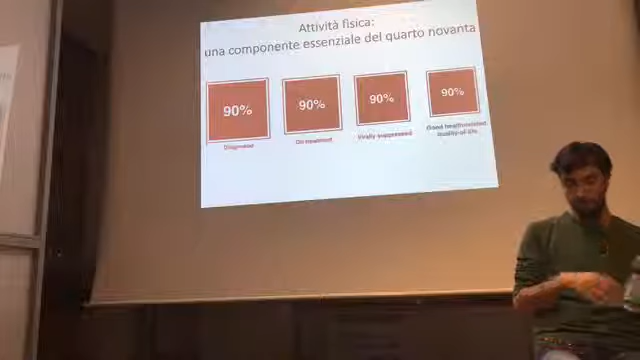 Attività fisica:
una componente essenziale del quarto novanta
90% 90% 90% 90%
Diagnosed On treatment Virally suppressed Good health-related
quality of life